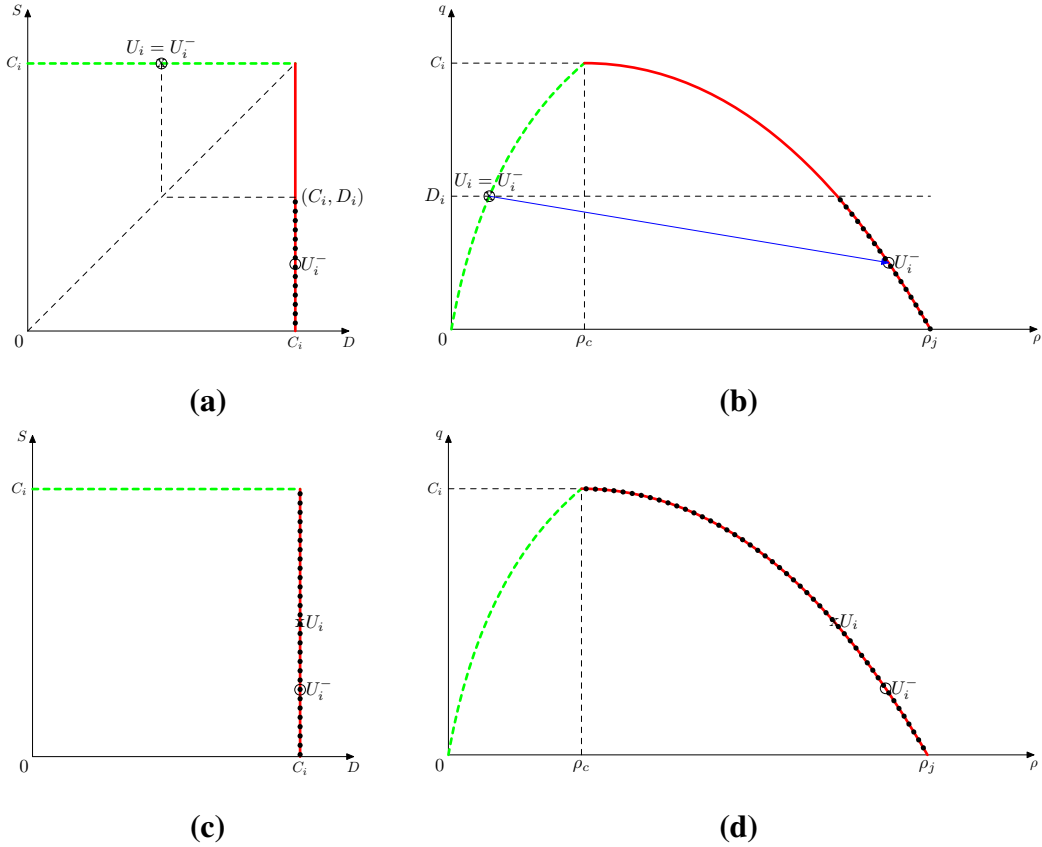 S
q
U_i = U_i^-
C_i
C_i
(C_i, D_i)
U_i = U_i^-
D_i
U_i^-
U_i^-
0
C_i
D
0
ρ_c
ρ_j
ρ
(a)
(b)
S
q
C_i
C_i
U_i
U_i
U_i^-
U_i^-
0
C_i
D
0
ρ_c
ρ_j
ρ
(c)
(d)